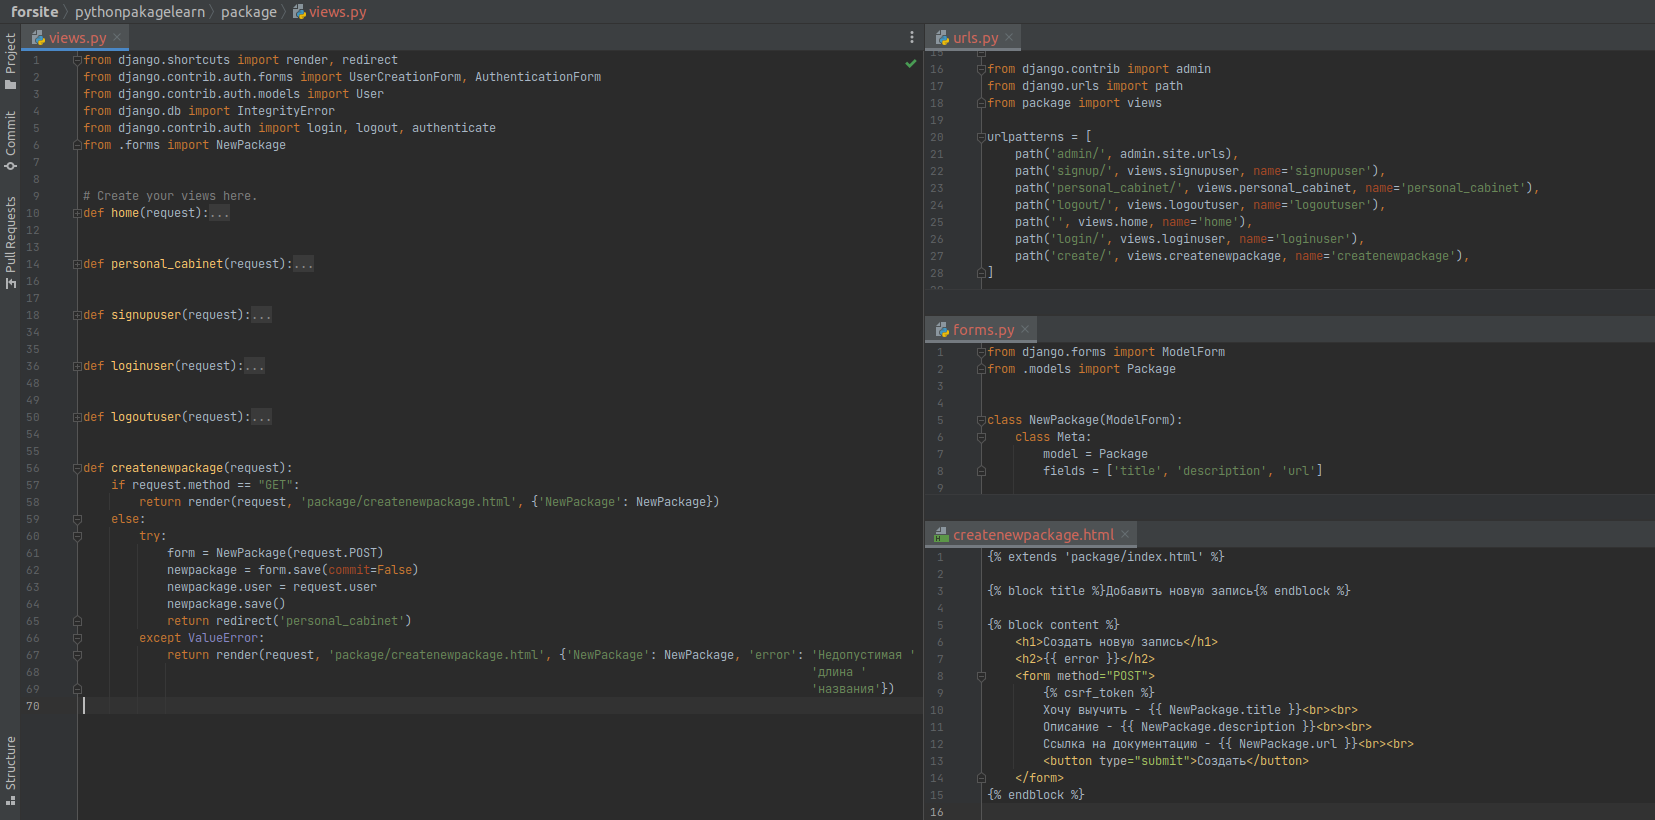 forsite › pythonpakagelearn › package › views.py
Project
Commit
Pull Requests
Structure
views.py
1 from django.shortcuts import render, redirect
2 from django.contrib.auth.forms import UserCreationForm, AuthenticationForm
3 from django.contrib.auth.models import User
4 from django.db import IntegrityError
5 from django.contrib.auth import login, logout, authenticate
6 from .forms import NewPackage
7
8
9 # Create your views here.
10 def home(request):...
12
13
14 def personal_cabinet(request):...
16
17
18 def signupuser(request):...
34
35
36 def loginuser(request):...
48
49
50 def logoutuser(request):...
54
55
56 def createnewpackage(request):
57 if request.method == "GET":
58 return render(request, 'package/createnewpackage.html', {'NewPackage': NewPackage})
59 else:
60 try:
61 form = NewPackage(request.POST)
62 newpackage = form.save(commit=False)
63 newpackage.user = request.user
64 newpackage.save()
65 return redirect('personal_cabinet')
66 except ValueError:
67 return render(request, 'package/createnewpackage.html', {'NewPackage': NewPackage, 'error': 'Недопустимая '
68 'длина '
69 'названия'})
70
urls.py
15
16 from django.contrib import admin
17 from django.urls import path
18 from package import views
19
20 urlpatterns = [
21 path('admin/', admin.site.urls),
22 path('signup/', views.signupuser, name='signupuser'),
23 path('personal_cabinet/', views.personal_cabinet, name='personal_cabinet'),
24 path('logout/', views.logoutuser, name='logoutuser'),
25 path('', views.home, name='home'),
26 path('login/', views.loginuser, name='loginuser'),
27 path('create/', views.createnewpackage, name='createnewpackage'),
28 ]
forms.py
1 from django.forms import ModelForm
2 from .models import Package
3
4
5 class NewPackage(ModelForm):
6 class Meta:
7 model = Package
8 fields = ['title', 'description', 'url']
9
createnewpackage.html
1 {% extends 'package/index.html' %}
2
3 {% block title %}Добавить новую запись{% endblock %}
4
5 {% block content %}
6 <h1>Создать новую запись</h1>
7 <h2>{{ error }}</h2>
8 <form method="POST">
9 {% csrf_token %}
10 Хочу выучить - {{ NewPackage.title }}<br><br>
11 Описание - {{ NewPackage.description }}<br><br>
12 Ссылка на документацию - {{ NewPackage.url }}<br><br>
13 <button type="submit">Создать</button>
14 </form>
15 {% endblock %}
16